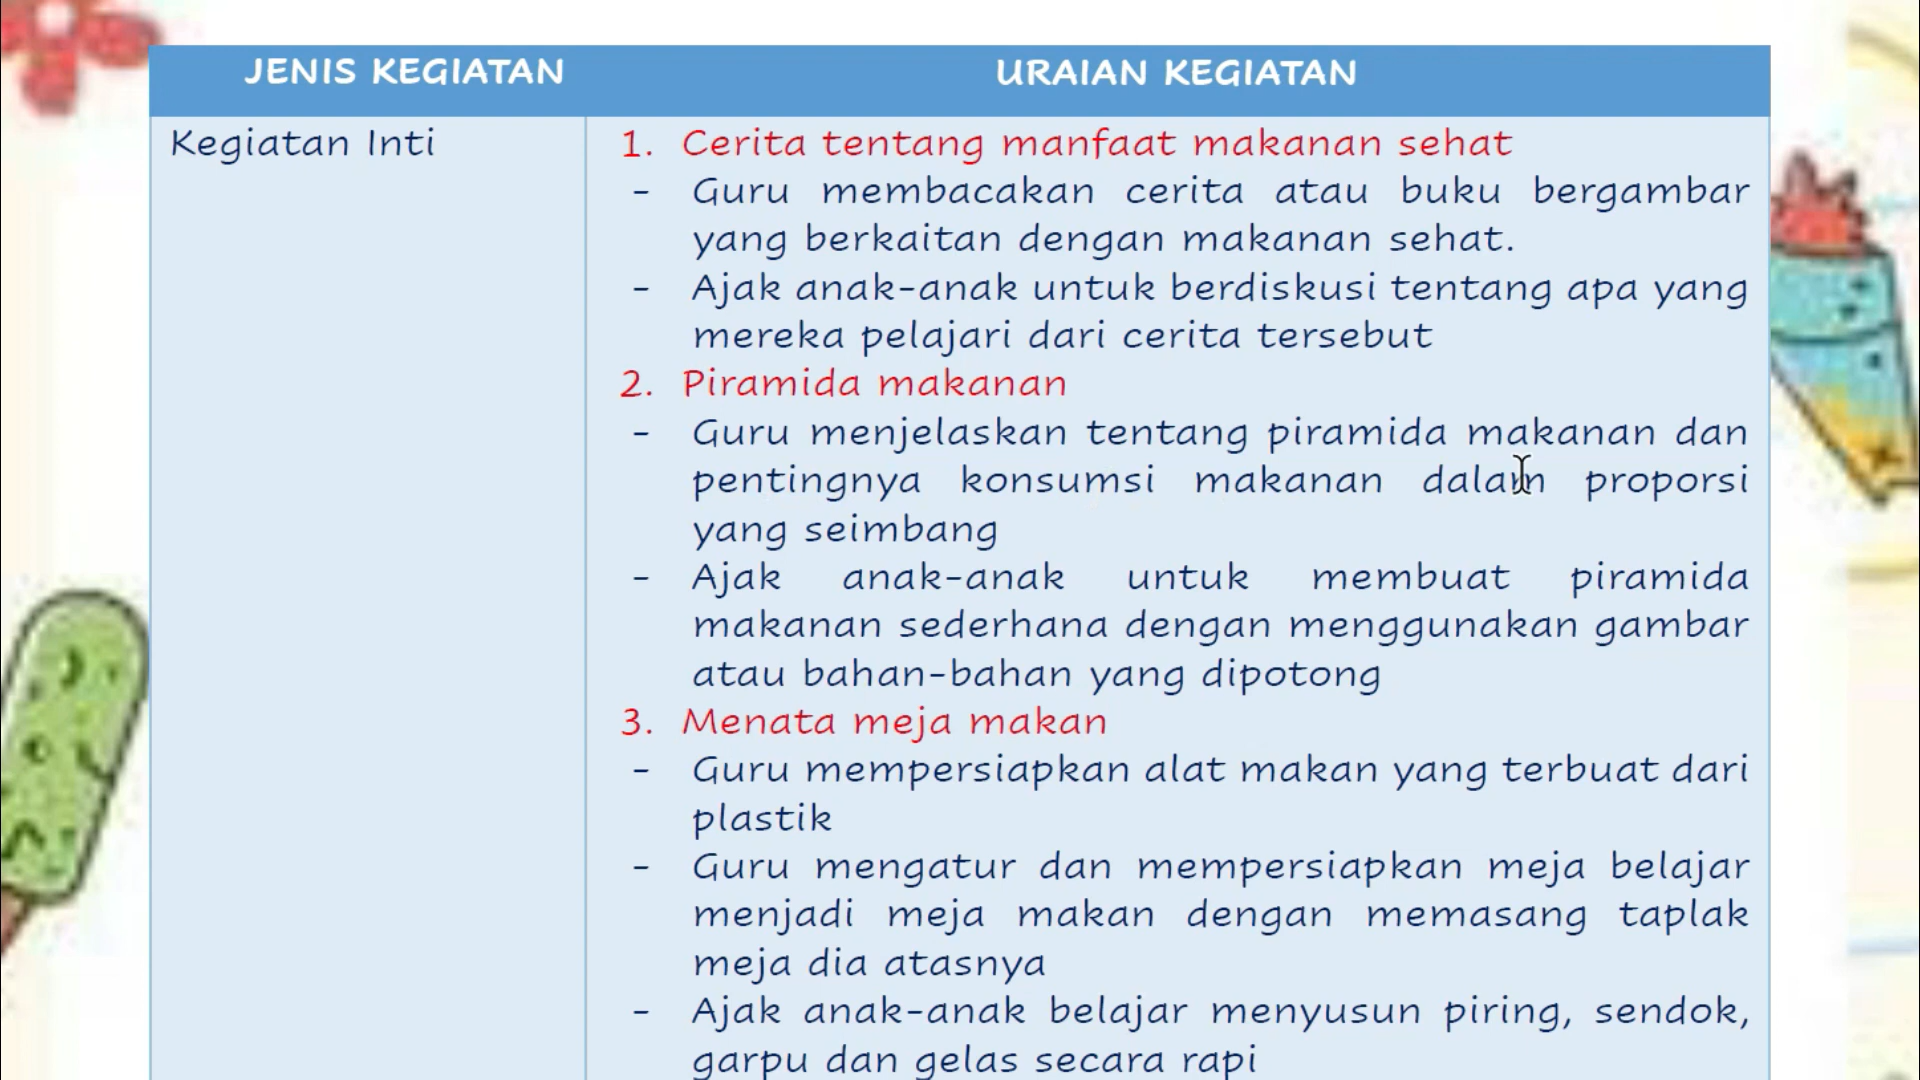 JENIS KEGIATAN URAIAN KEGIATAN
Kegiatan Inti
1. Cerita tentang manfaat makanan sehat
- Guru membacakan cerita atau buku bergambar
yang berkaitan dengan makanan sehat.
- Ajak anak-anak untuk berdiskusi tentang apa yang
mereka pelajari dari cerita tersebut
2. Piramida makanan
- Guru menjelaskan tentang piramida makanan dan
pentingnya konsumsi makanan dalam proporsi
yang seimbang
- Ajak anak-anak untuk membuat piramida
makanan sederhana dengan menggunakan gambar
atau bahan-bahan yang dipotong
3. Menata meja makan
- Guru mempersiapkan alat makan yang terbuat dari
plastik
- Guru mengatur dan mempersiapkan meja belajar
menjadi meja makan dengan memasang taplak
meja dia atasnya
- Ajak anak-anak belajar menyusun piring, sendok,
garpu dan gelas secara rapi